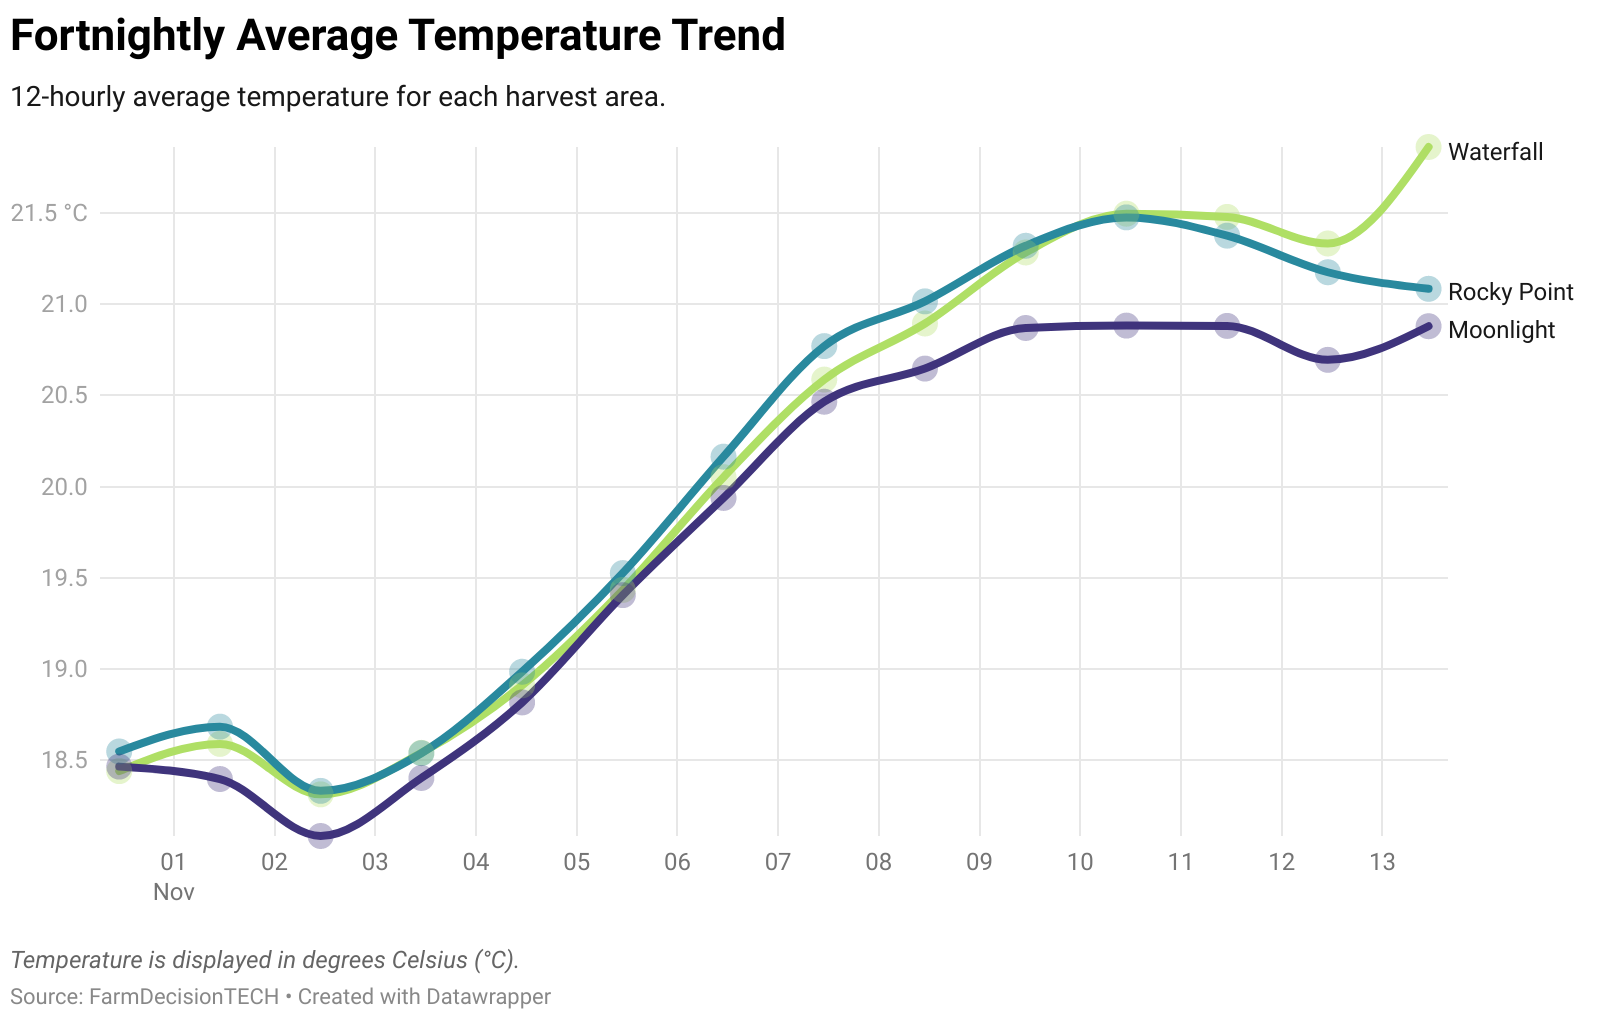 Fortnightly Average Temperature Trend
12-hourly average temperature for each harvest area.
Waterfall
21.5 °C
21.0
Rocky Point
Moonlight
20.5
20.0
19.5
19.0
18.5
01 02 03 04 05 06 07 08 09 10 11 12 13
Nov
Temperature is displayed in degrees Celsius (°C).
Source: FarmDecisionTECH • Created with Datawrapper